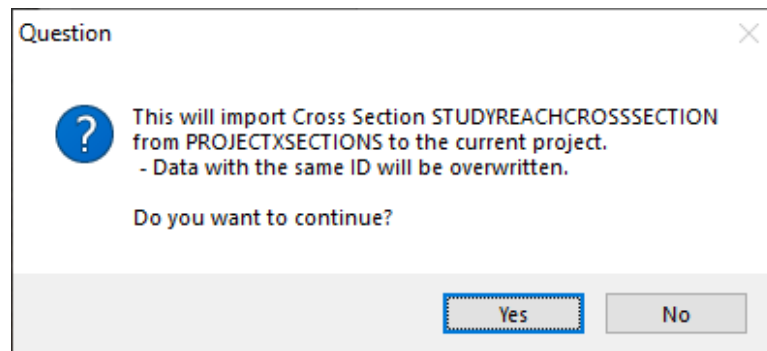 Question
This will import Cross Section STUDYREACHCROSSSECTION
from PROJECTXSECTIONS to the current project.
- Data with the same ID will be overwritten.
Do you want to continue?
Yes
No